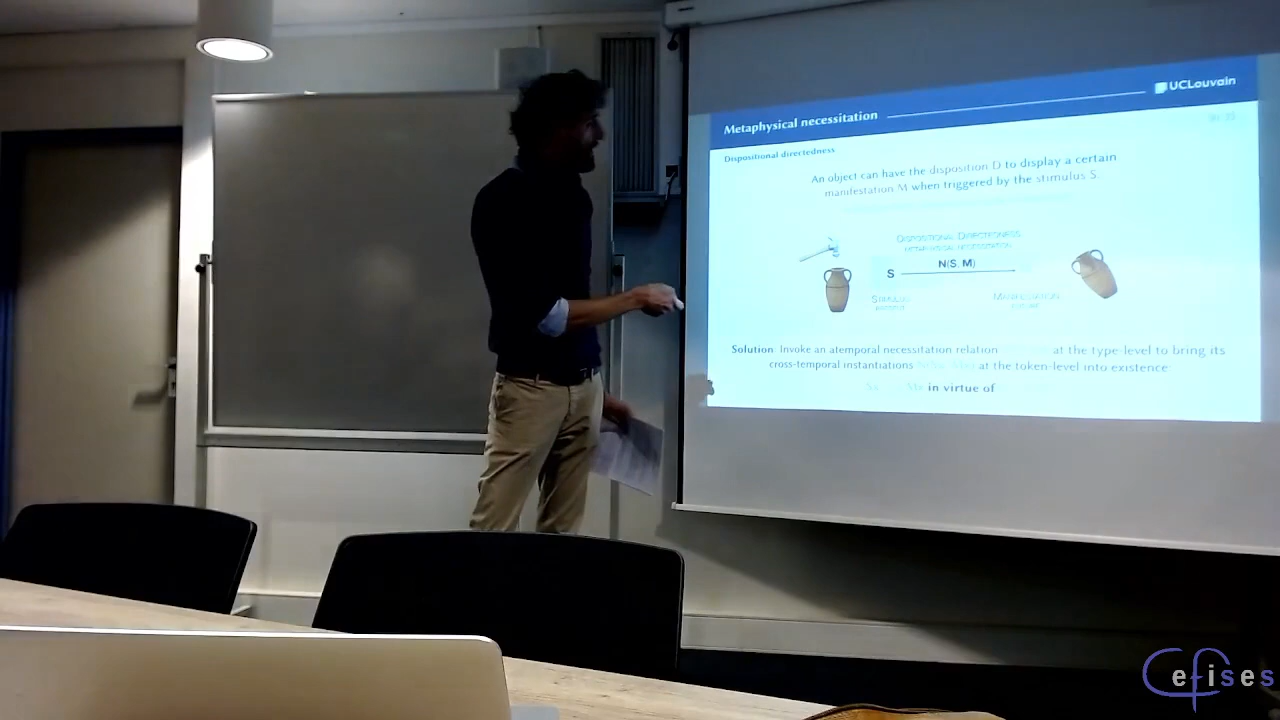 UCLouvain
Metaphysical necessitation
Dispositional directedness
An object can have the disposition D to display a certain
manifestation M when triggered by the stimulus S.
Dispositional Directedness
metaphysical necessitation
N(S, M)
S
Stimulus
Manifestation
Solution: Invoke an atemporal necessitation relation at the type-level to bring its
cross-temporal instantiations at the token-level into existence:
in virtue of
efises